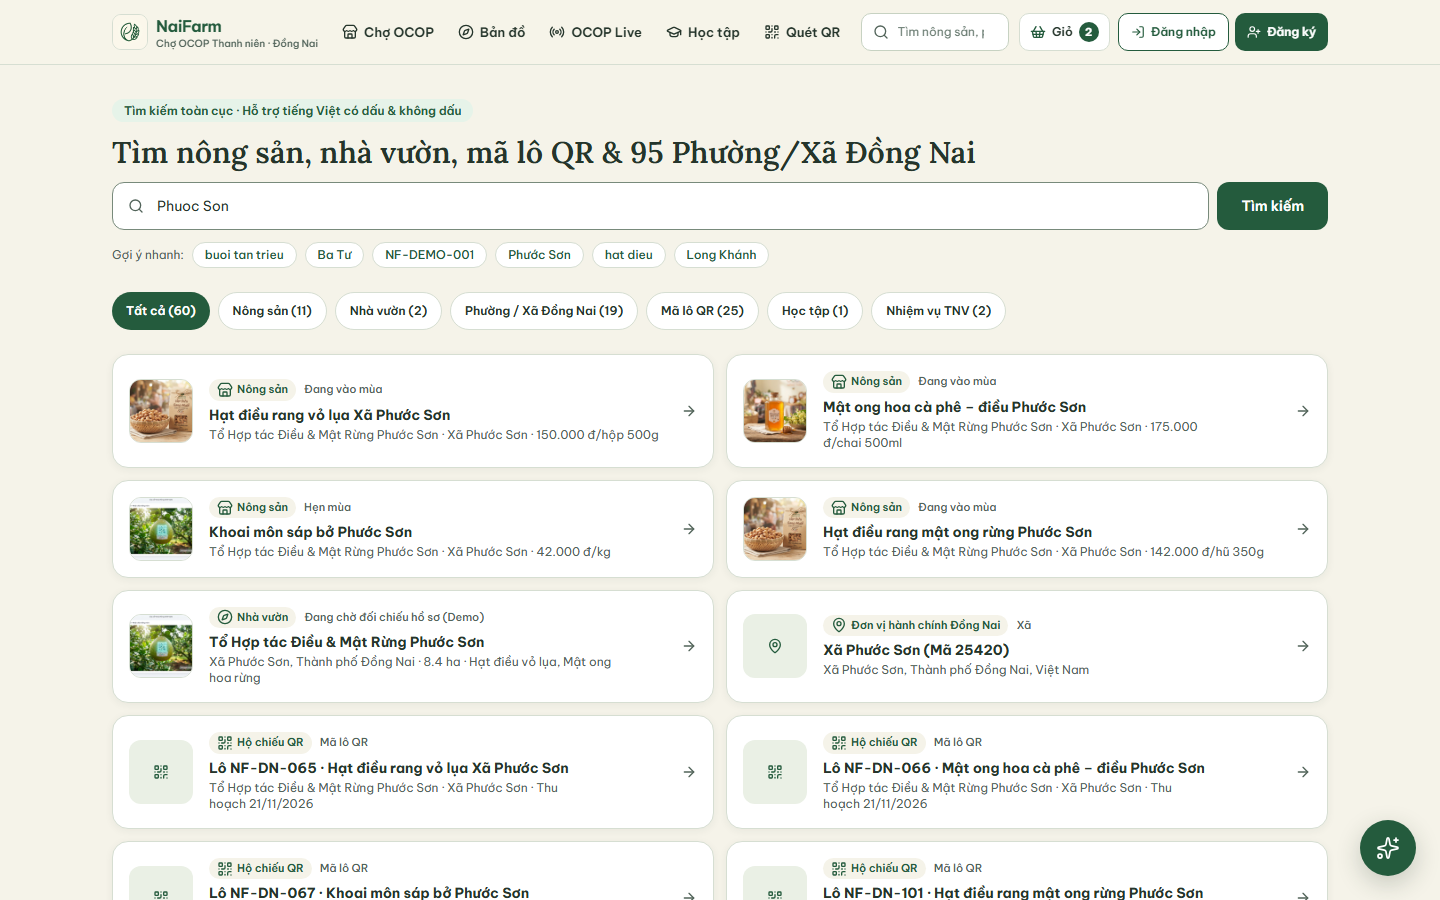 NaiFarm
Chợ OCOP Thanh niên · Đồng Nai
Chợ OCOP
Bản đồ
OCOP Live
Học tập
Quét QR
Tìm nông sản,
Giỏ 2
Đăng nhập
Đăng ký
Tìm kiếm toàn cục · Hỗ trợ tiếng Việt có dấu & không dấu
Tìm nông sản, nhà vườn, mã lô QR & 95 Phường/Xã Đồng Nai
Phuoc Son
Tìm kiếm
Gợi ý nhanh:
buoi tan trieu
Ba Tư
NF-DEMO-001
Phước Sơn
hat dieu
Long Khánh
Tất cả (60)
Nông sản (11)
Nhà vườn (2)
Phường / Xã Đồng Nai (19)
Mã lô QR (25)
Học tập (1)
Nhiệm vụ TNV (2)
Nông sản Đang vào mùa
Hạt điều rang vỏ lụa Xã Phước Sơn
Tổ Hợp tác Điều & Mật Rừng Phước Sơn · Xã Phước Sơn · 150.000 đ/hộp 500g
Nông sản Đang vào mùa
Mật ong hoa cà phê – điều Phước Sơn
Tổ Hợp tác Điều & Mật Rừng Phước Sơn · Xã Phước Sơn · 175.000
đ/chai 500ml
Nông sản Hẹn mùa
Khoai môn sáp bở Phước Sơn
Tổ Hợp tác Điều & Mật Rừng Phước Sơn · Xã Phước Sơn · 42.000 đ/kg
Nông sản Đang vào mùa
Hạt điều rang mật ong rừng Phước Sơn
Tổ Hợp tác Điều & Mật Rừng Phước Sơn · Xã Phước Sơn · 142.000 đ/hũ 350g
Nhà vườn Đang chờ đối chiếu hồ sơ (Demo)
Tổ Hợp tác Điều & Mật Rừng Phước Sơn
Xã Phước Sơn, Thành phố Đồng Nai · 8.4 ha · Hạt điều vỏ lụa, Mật ong
hoa rừng
Đơn vị hành chính Đồng Nai Xã
Xã Phước Sơn (Mã 25420)
Xã Phước Sơn, Thành phố Đồng Nai, Việt Nam
Hộ chiếu QR Mã lô QR
Lô NF-DN-065 · Hạt điều rang vỏ lụa Xã Phước Sơn
Tổ Hợp tác Điều & Mật Rừng Phước Sơn · Xã Phước Sơn · Thu
hoạch 21/11/2026
Hộ chiếu QR Mã lô QR
Lô NF-DN-066 · Mật ong hoa cà phê – điều Phước Sơn
Tổ Hợp tác Điều & Mật Rừng Phước Sơn · Xã Phước Sơn · Thu
hoạch 21/11/2026
Hộ chiếu QR Mã lô QR
Lô NF-DN-067 · Khoai môn sáp bở Phước Sơn
Hộ chiếu QR Mã lô QR
Lô NF-DN-101 · Hạt điều rang mật ong rừng Phước Sơn